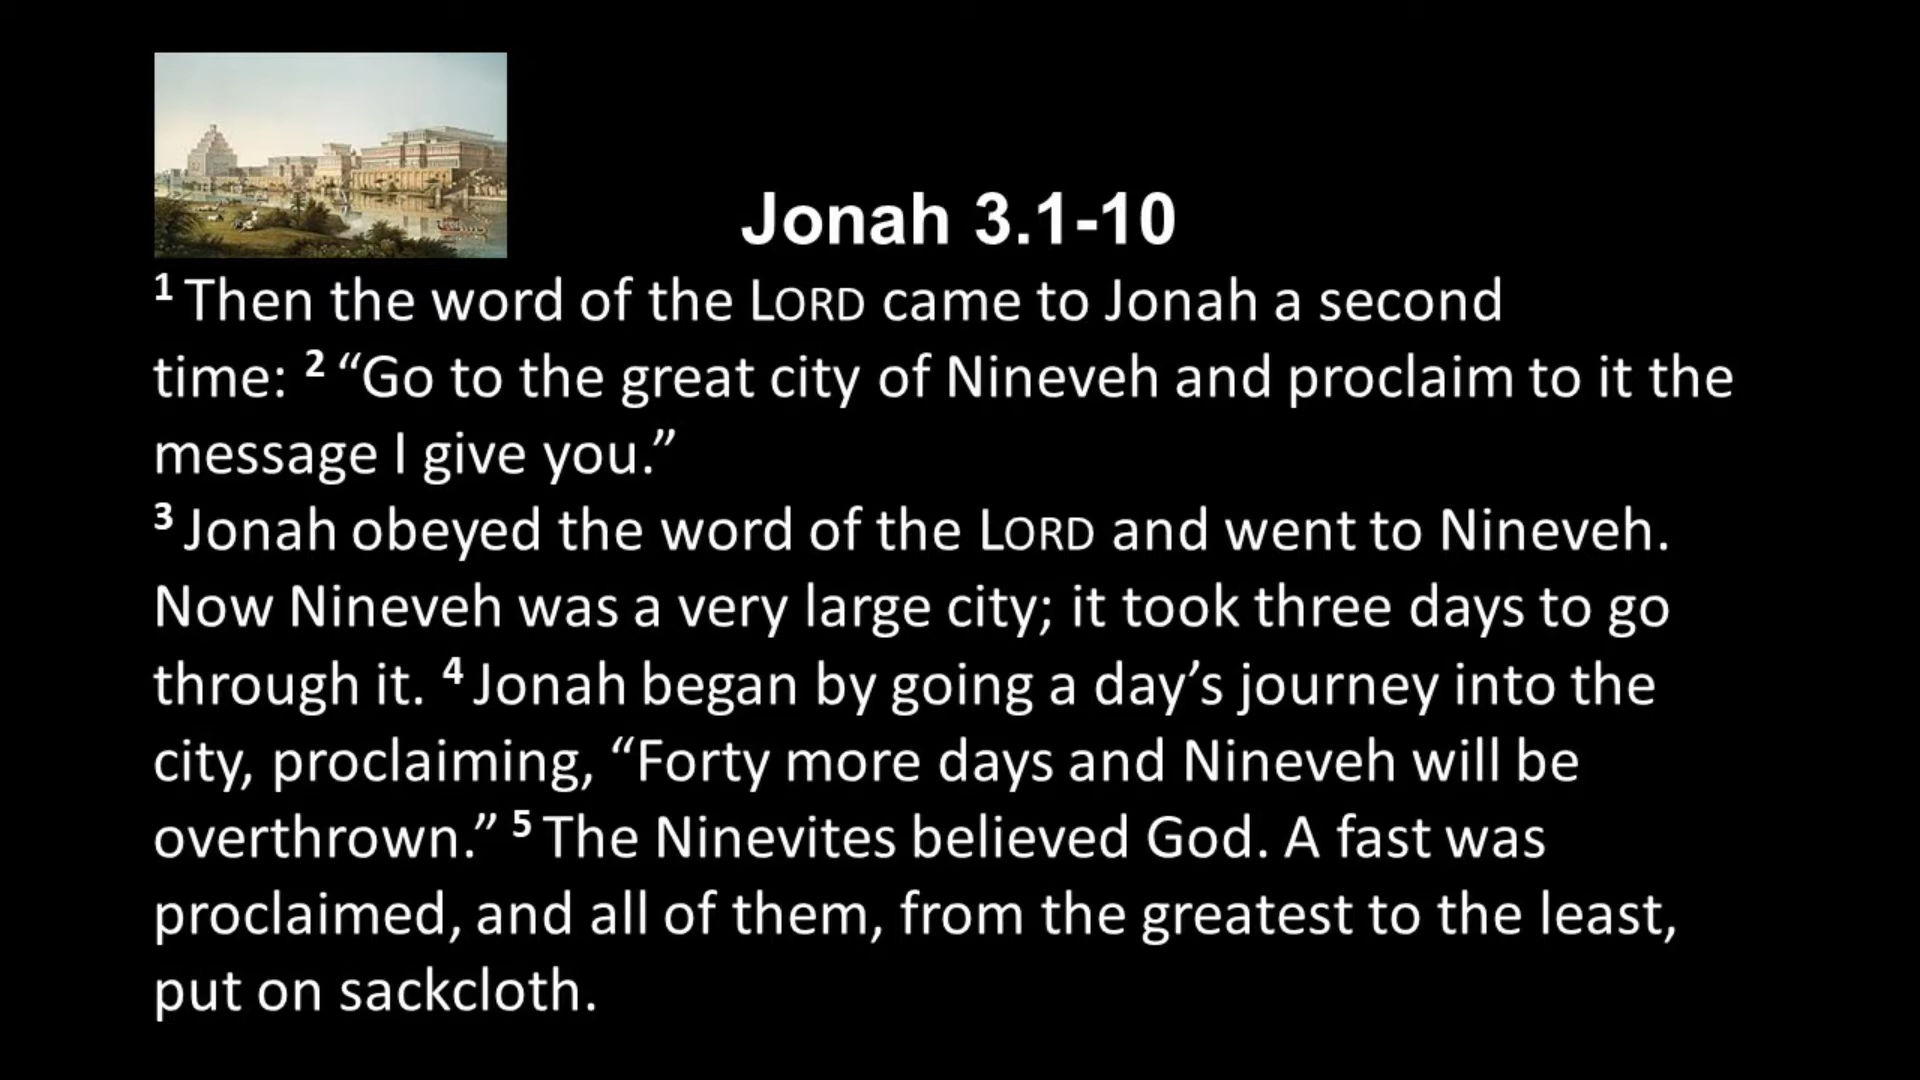 Jonah 3.1-10
1 Then the word of the LORD came to Jonah a second
time: 2 “Go to the great city of Nineveh and proclaim to it the
message I give you.”
3 Jonah obeyed the word of the LORD and went to Nineveh.
Now Nineveh was a very large city; it took three days to go
through it. 4 Jonah began by going a day’s journey into the
city, proclaiming, “Forty more days and Nineveh will be
overthrown.” 5 The Ninevites believed God. A fast was
proclaimed, and all of them, from the greatest to the least,
put on sackcloth.